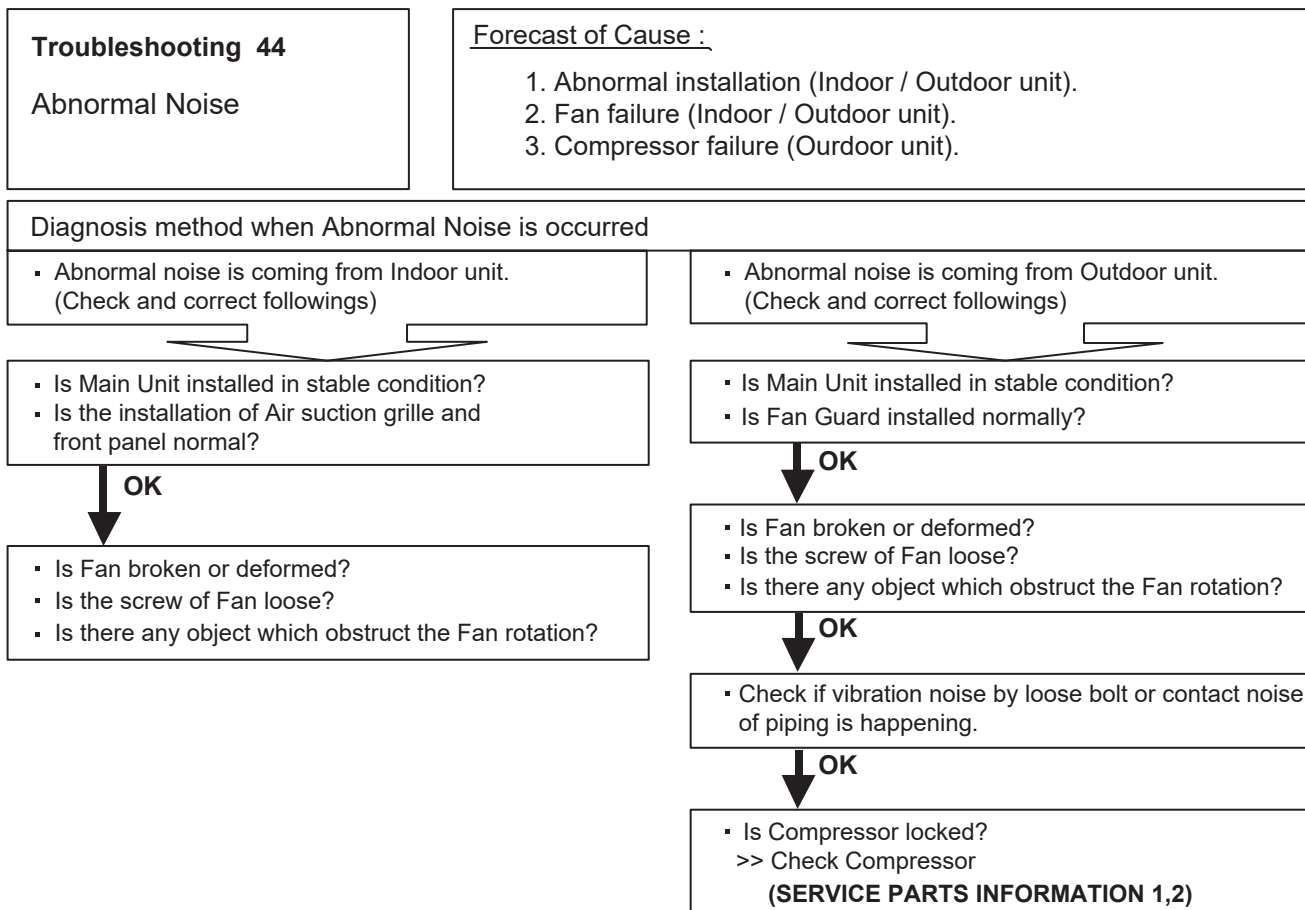 Troubleshooting 44
Abnormal Noise
Forecast of Cause :
1. Abnormal installation (Indoor / Outdoor unit).
2. Fan failure (Indoor / Outdoor unit).
3. Compressor failure (Ourdoor unit).
Diagnosis method when Abnormal Noise is occurred
▪ Abnormal noise is coming from Indoor unit.
(Check and correct followings)
▪ Is Main Unit installed in stable condition?
▪ Is the installation of Air suction grille and
front panel normal?
OK
▪ Is Fan broken or deformed?
▪ Is the screw of Fan loose?
▪ Is there any object which obstruct the Fan rotation?
▪ Abnormal noise is coming from Outdoor unit.
(Check and correct followings)
▪ Is Main Unit installed in stable condition?
▪ Is Fan Guard installed normally?
OK
▪ Is Fan broken or deformed?
▪ Is the screw of Fan loose?
▪ Is there any object which obstruct the Fan rotation?
OK
▪ Check if vibration noise by loose bolt or contact noise
of piping is happening.
OK
▪ Is Compressor locked?
>> Check Compressor
(SERVICE PARTS INFORMATION 1,2)